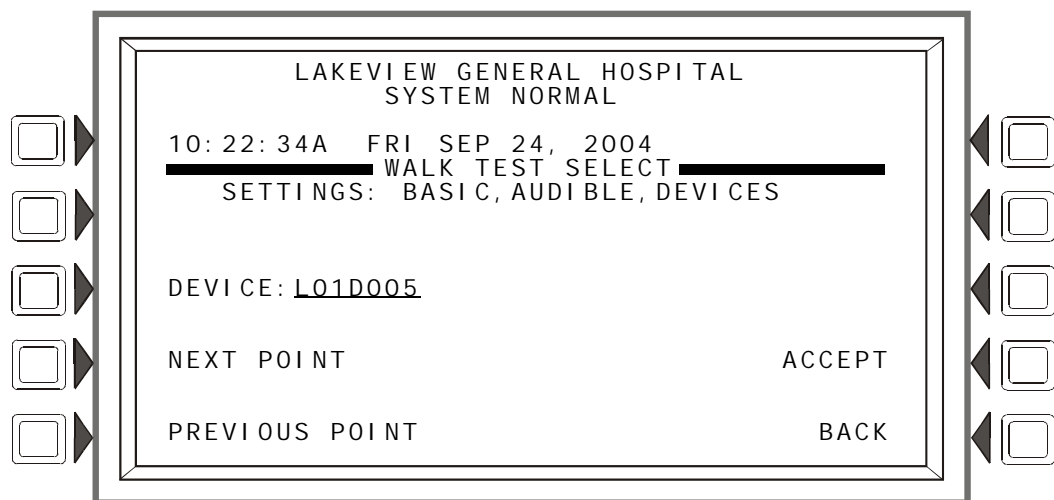 LAKEVIEW GENERAL HOSPITAL
SYSTEM NORMAL
10:22:34A FRI SEP 24, 2004
WALK TEST SELECT
SETTINGS: BASIC,AUDIBLE,DEVICES
DEVICE:L01D005
NEXT POINT ACCEPT
PREVIOUS POINT BACK